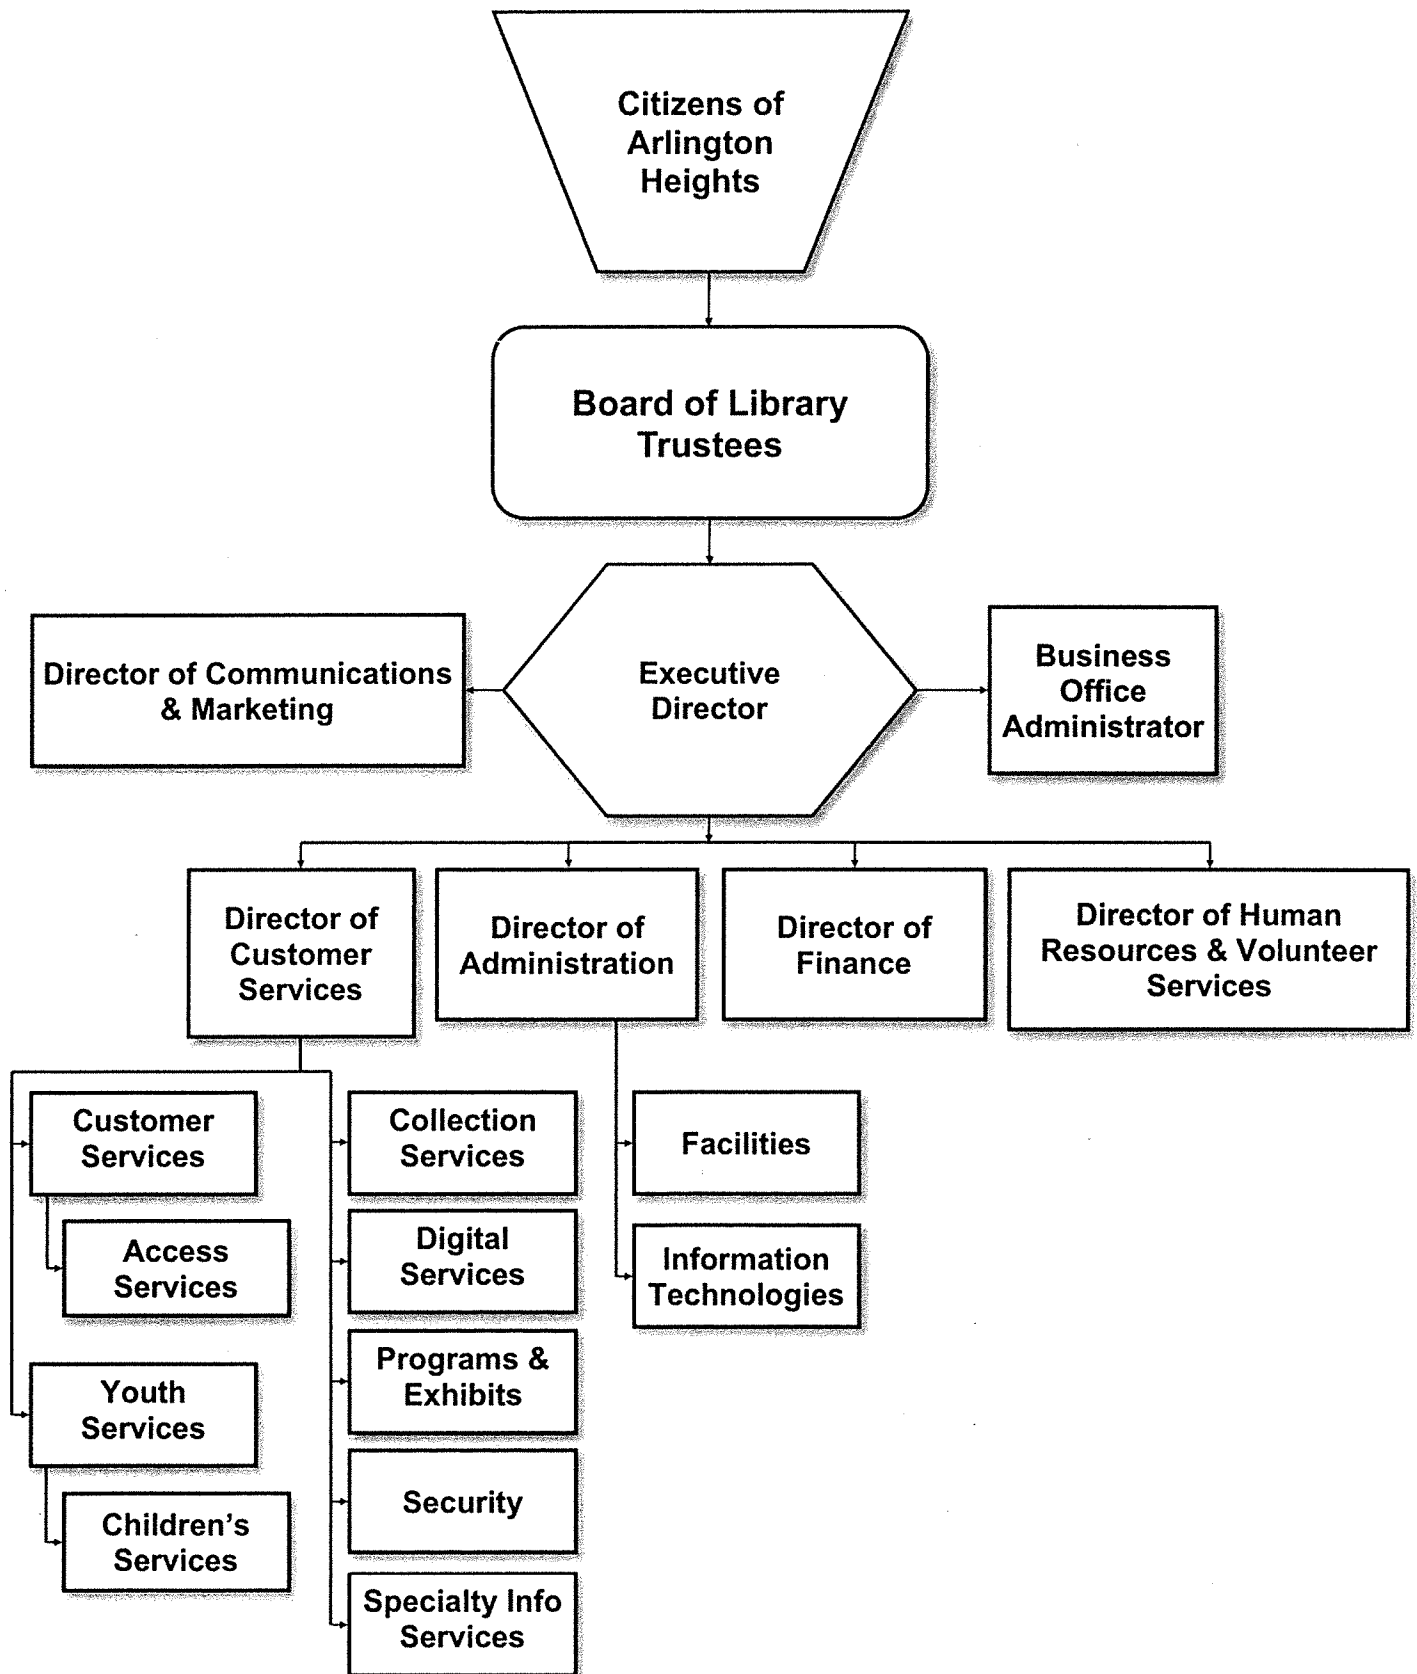 Citizens of
Arlington
Heights
Board of Library
Trustees
Director of Communications
& Marketing
Executive
Director
Business
Office
Administrator
Director of
Customer
Services
Director of
Administration
Director of
Finance
Director of Human
Resources & Volunteer
Services
Customer
Services
Access
Services
Youth
Services
Children's
Services
Collection
Services
Digital
Services
Programs &
Exhibits
Security
Specialty Info
Services
Facilities
Information
Technologies